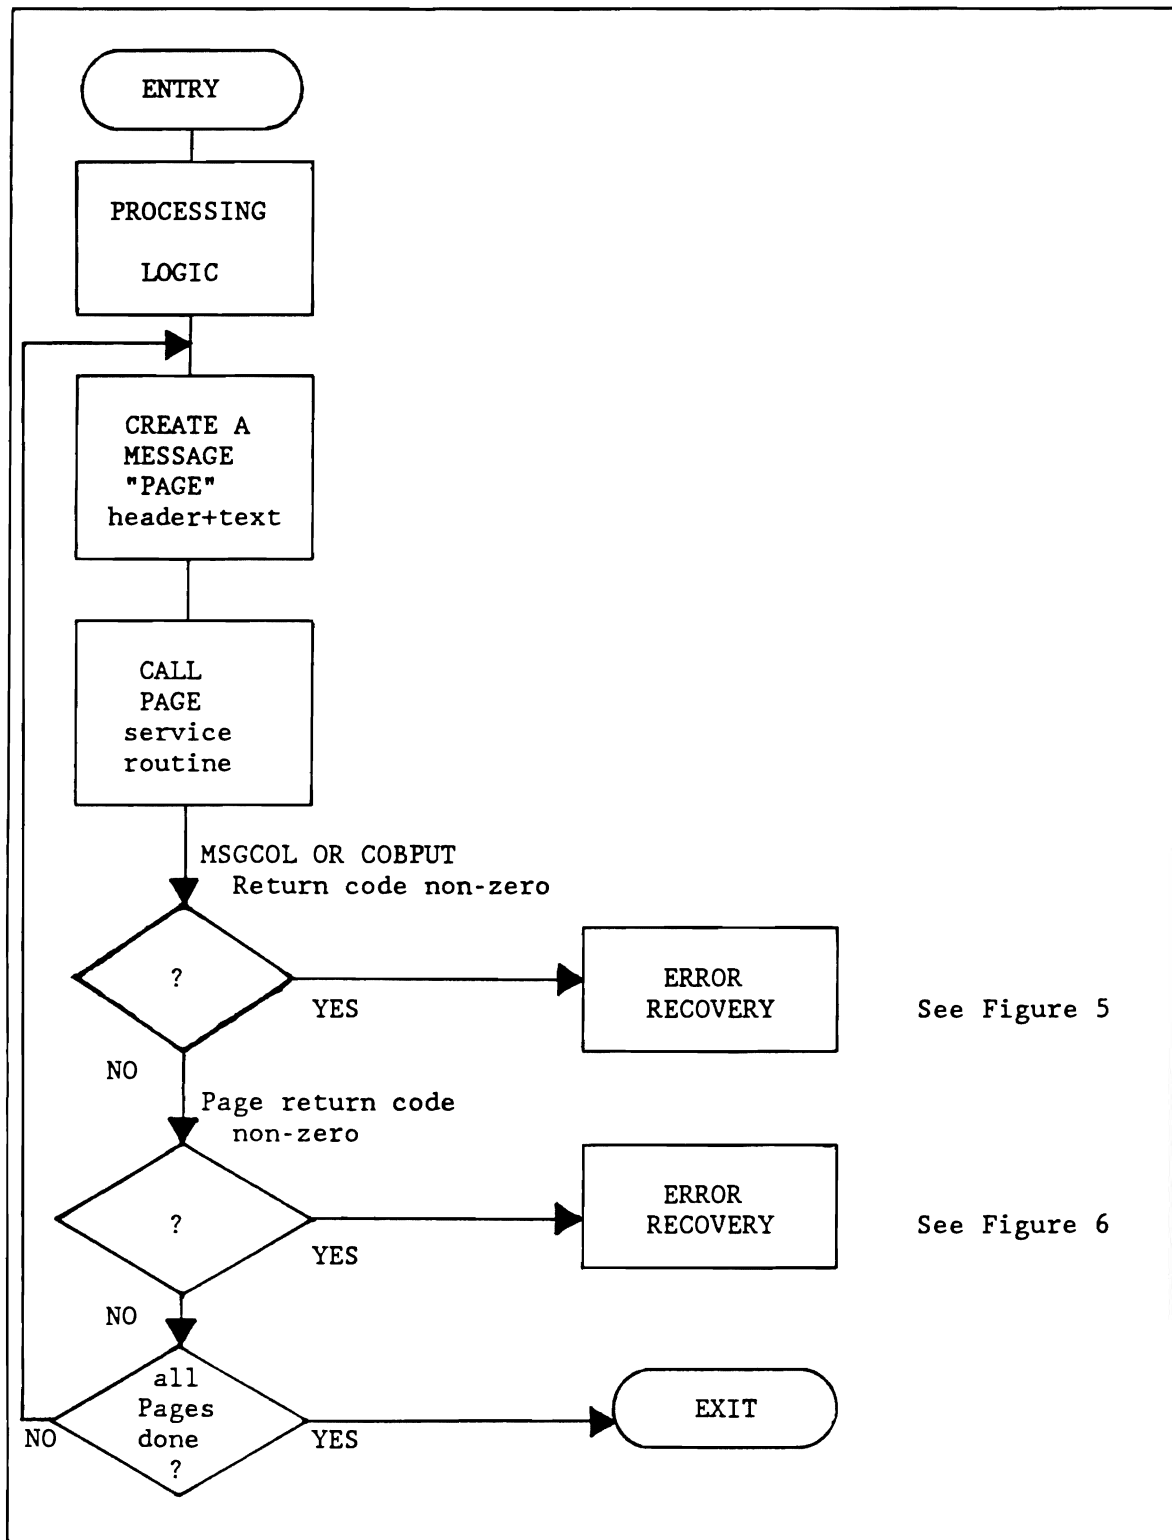 ENTRY
PROCESSING
LOGIC
CREATE A
MESSAGE
"PAGE"
header+text
CALL
PAGE
service
routine
MSGCOL OR COBPUT
Return code non-zero
?
YES
ERROR
RECOVERY
See Figure 5
NO
Page return code
non-zero
?
YES
ERROR
RECOVERY
See Figure 6
NO
all
Pages
done
?
NO
YES
EXIT